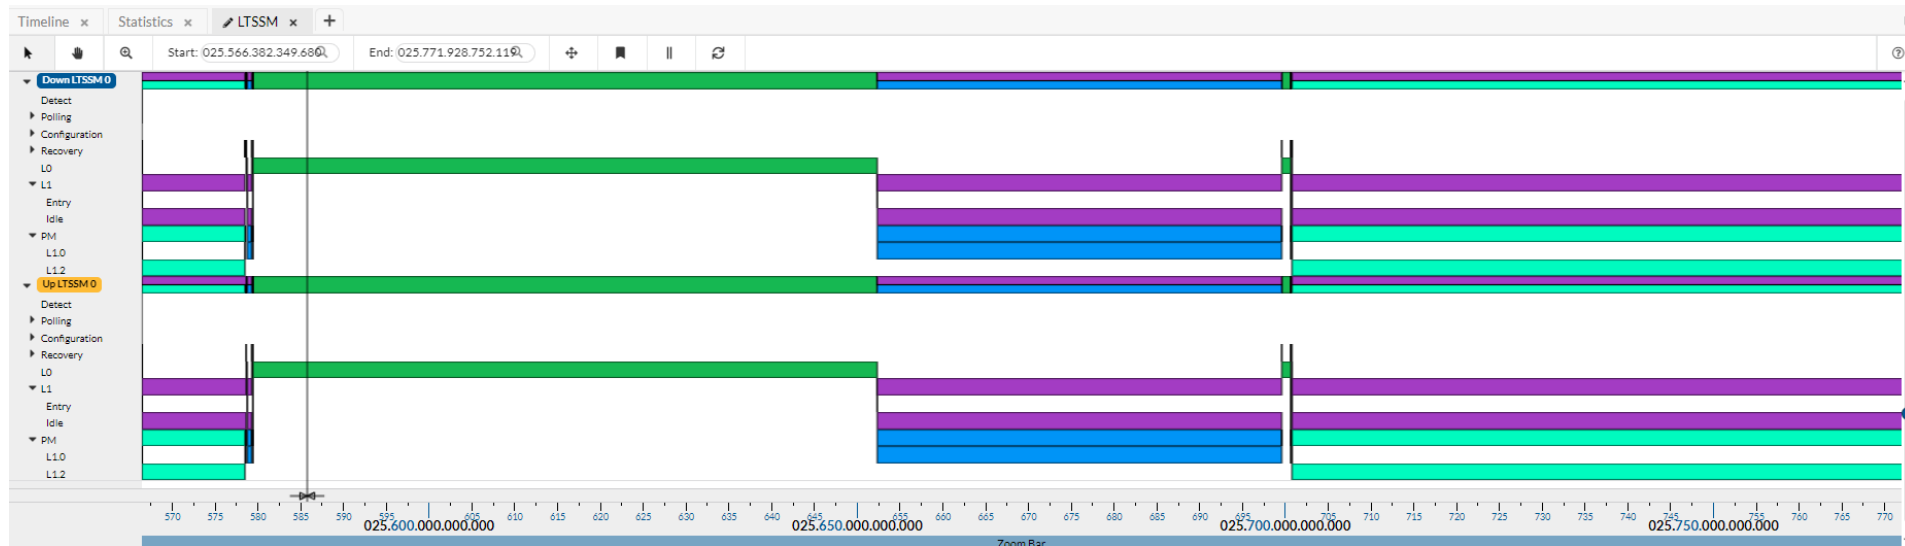 Timeline × Statistics × LTSSM × +
Start: 025.566.382.349.680 End: 025.771.928.752.119
Down LTSSM 0
Detect
Polling
Configuration
Recovery
L0
L1
Entry
Idle
PM
L1.0
L1.2
Up LTSSM 0
Detect
Polling
Configuration
Recovery
L0
L1
Entry
Idle
PM
L1.0
L1.2
570 575 580 585 590 595 605 610 615 620 625 630 635 640 645 655 660 665 670 675 680 685 690 695 705 710 715 720 725 730 735 740 745 755 760 765 770
025.600.000.000.000 025.650.000.000.000 025.700.000.000.000 025.750.000.000.000
Zoom Bar